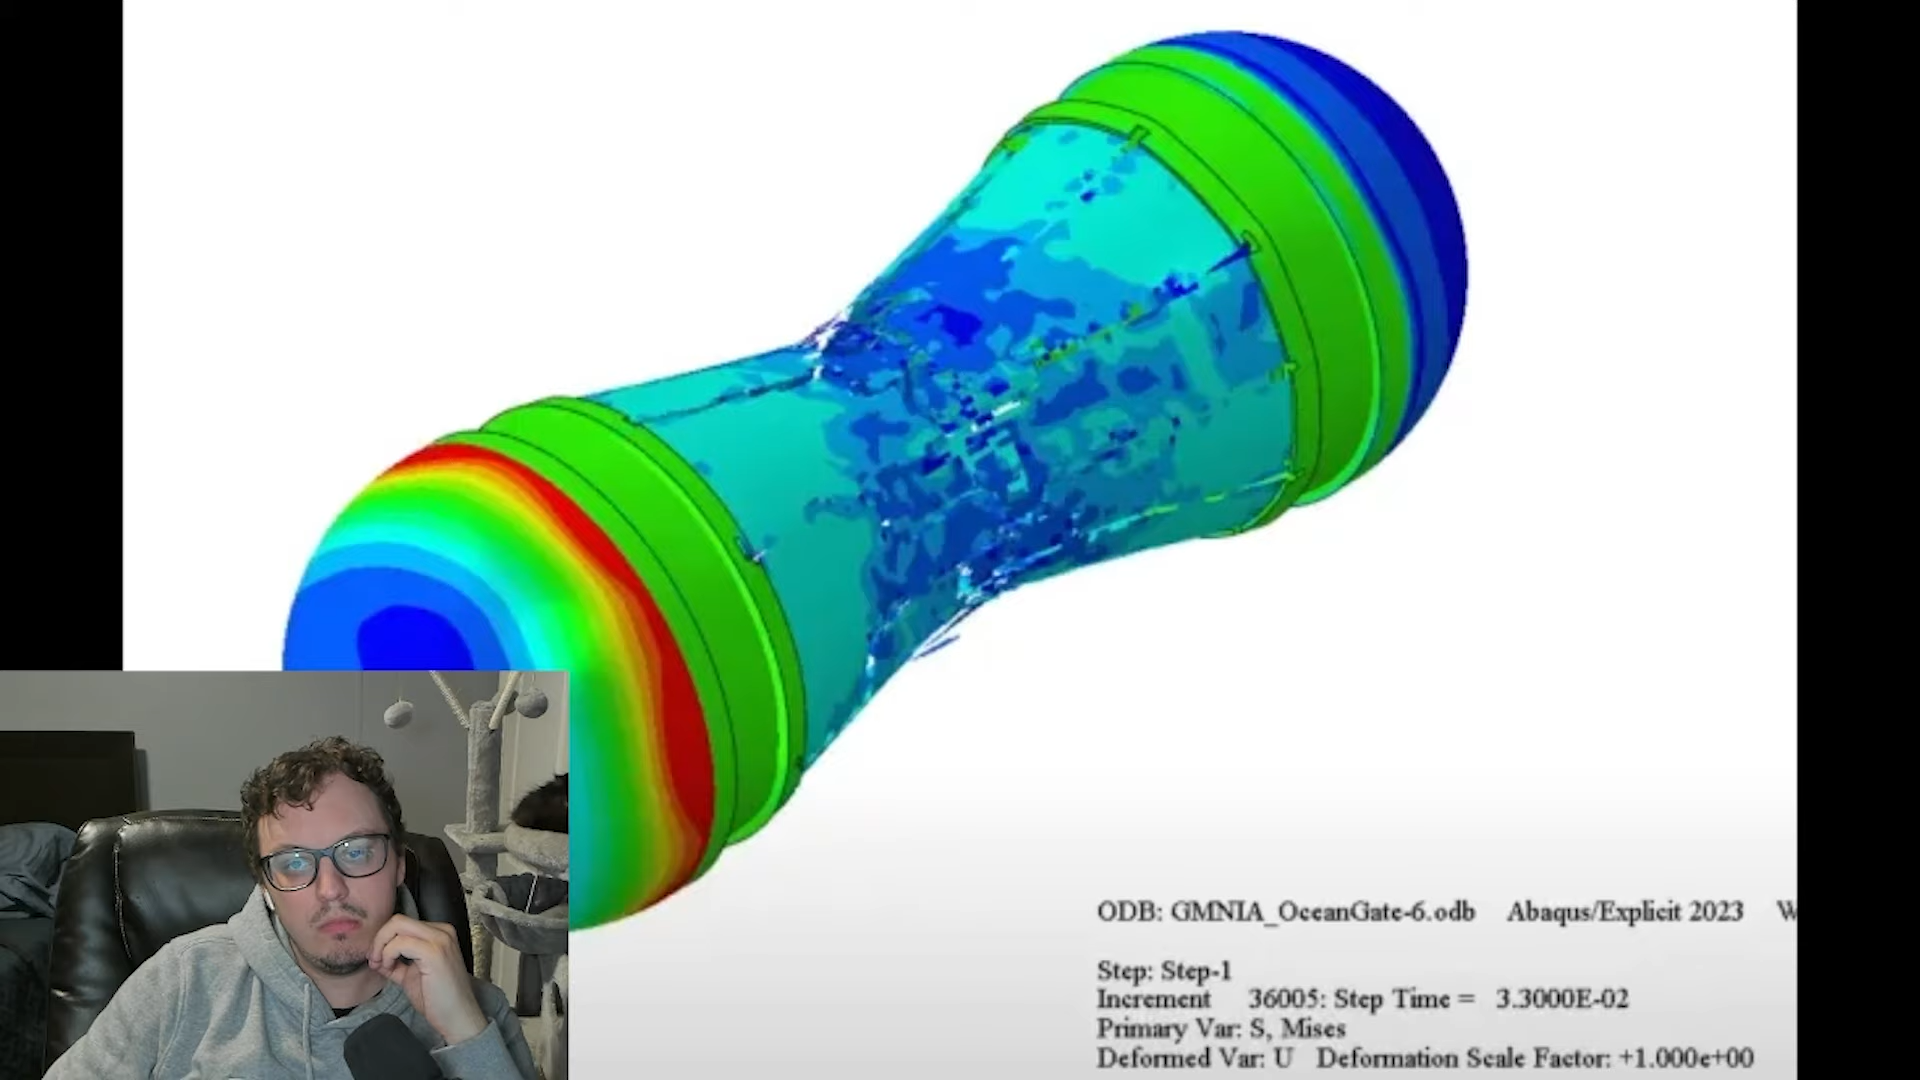 ODB: GMNIA_OceanGate-6.odb Abaqus/Explicit 2023 W
Step: Step-1
Increment 36005: Step Time = 3.3000E-02
Primary Var: S, Mises
Deformed Var: U Deformation Scale Factor: +1.000e+00